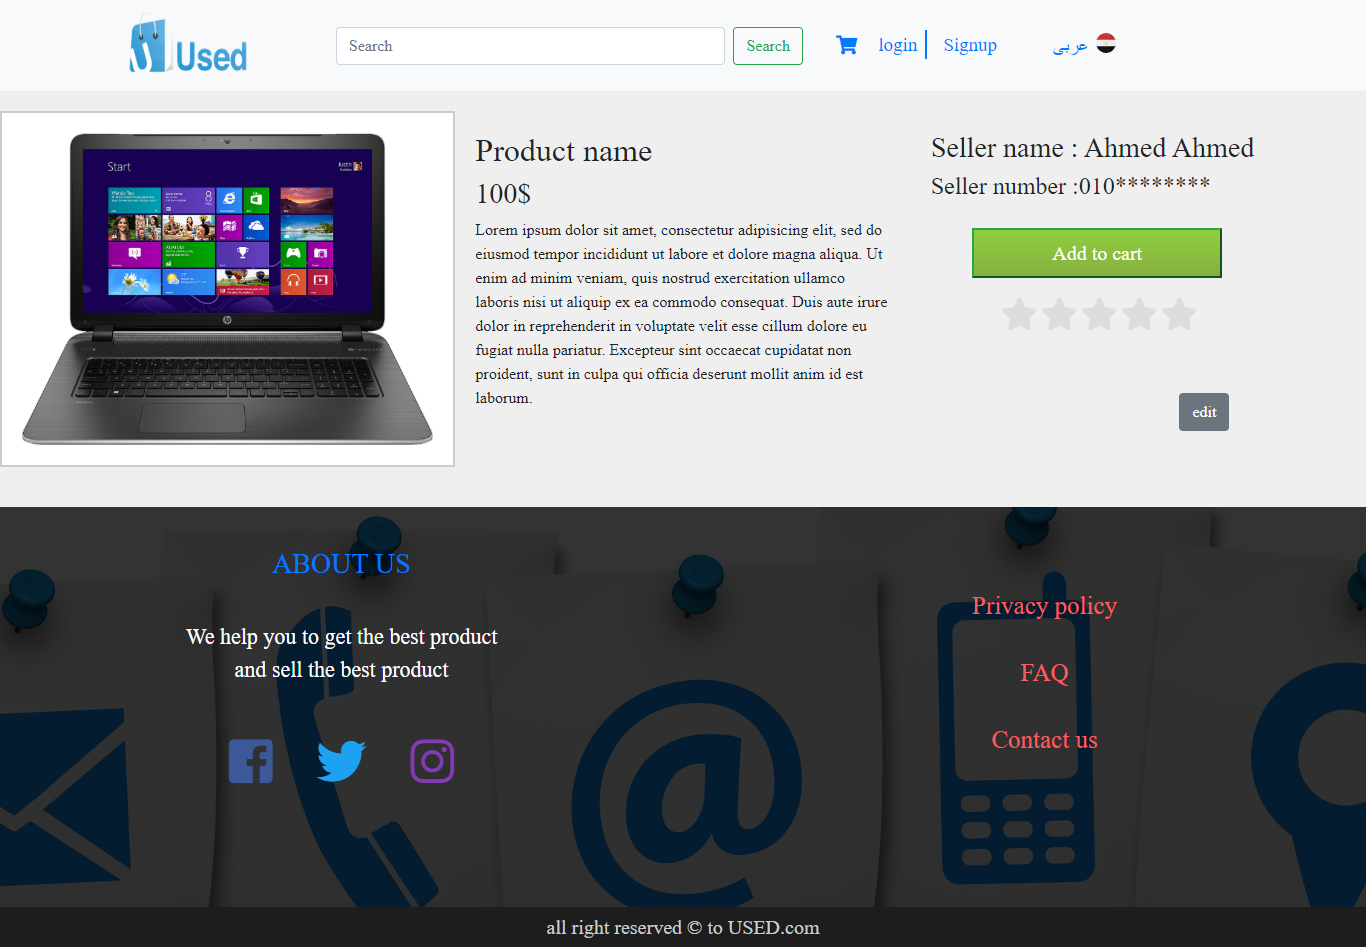 Used
Search
Search
login
Signup
عربى
Start
Product name
100$
Lorem ipsum dolor sit amet, consectetur adipisicing elit, sed do
eiusmod tempor incididunt ut labore et dolore magna aliqua. Ut
enim ad minim veniam, quis nostrud exercitation ullamco
laboris nisi ut aliquip ex ea commodo consequat. Duis aute irure
dolor in reprehenderit in voluptate velit esse cillum dolore eu
fugiat nulla pariatur. Excepteur sint occaecat cupidatat non
proident, sunt in culpa qui officia deserunt mollit anim id est
laborum.
Seller name : Ahmed Ahmed
Seller number :010********
Add to cart
edit
ABOUT US
We help you to get the best product
and sell the best product
Privacy policy
FAQ
Contact us
all right reserved © to USED.com